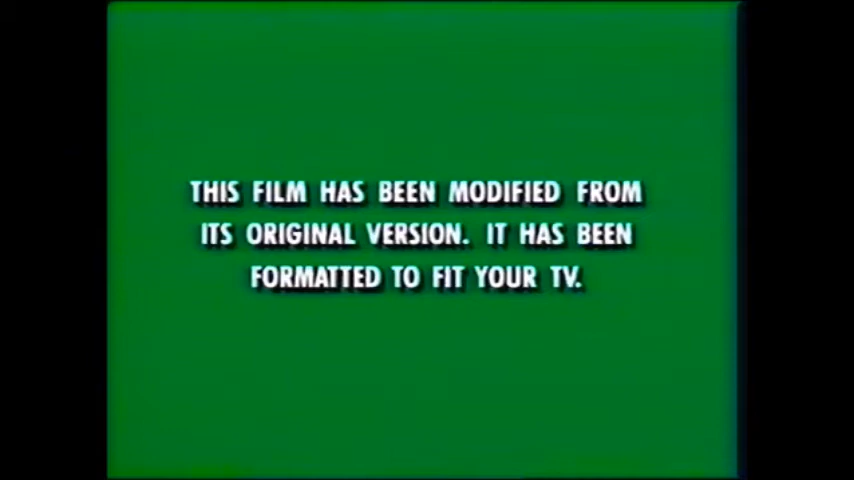 THIS FILM HAS BEEN MODIFIED FROM
ITS ORIGINAL VERSION. IT HAS BEEN
FORMATTED TO FIT YOUR TV.